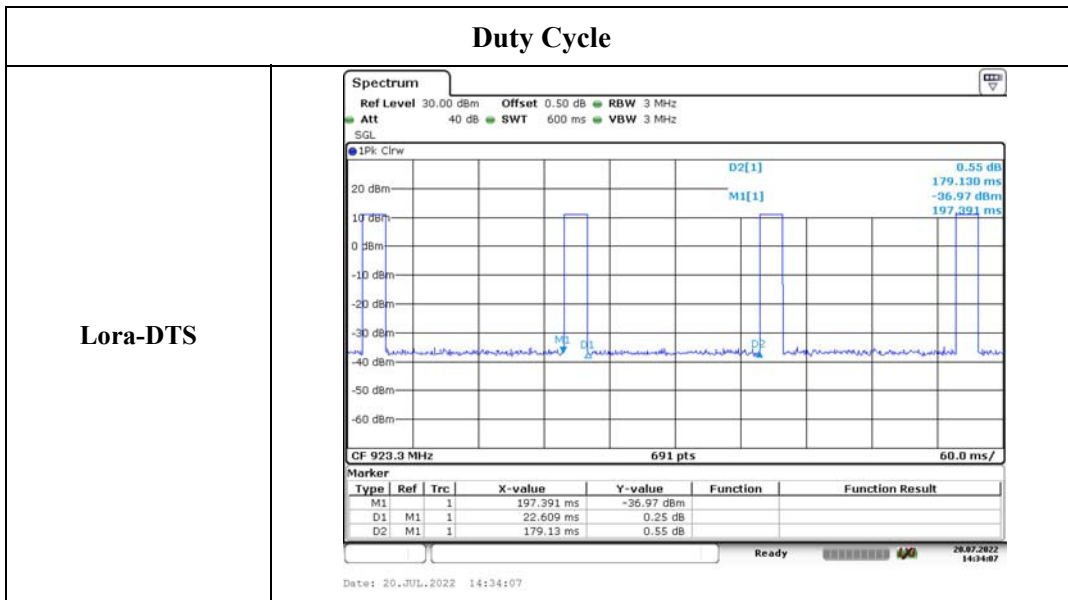 Duty Cycle
Lora-DTS
Spectrum
Ref Level 30.00 dBm Offset 0.50 dB RBW 3 MHz
Att 40 dB SWT 600 ms VBW 3 MHz
SGL
1Pk Clrw
D2[1] 0.55 dB
179.130 ms
M1[1] -36.97 dBm
197.391 ms
20 dBm
10 dBm
0 dBm
-10 dBm
-20 dBm
-30 dBm
M1 D1 D2
-40 dBm
-50 dBm
-60 dBm
CF 923.3 MHz 691 pts 60.0 ms/
Marker
Type Ref Trc X-value Y-value Function Function Result
M1 1 197.391 ms -36.97 dBm
D1 M1 1 22.609 ms 0.25 dB
D2 M1 1 179.13 ms 0.55 dB
Ready 20.07.2022
14:34:07
Date: 20.JUL.2022 14:34:07